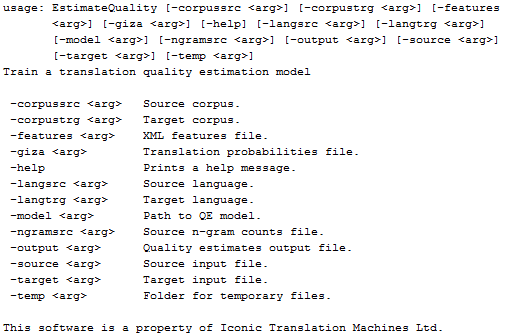 usage: EstimateQuality [-corpussrc <arg>] [-corpustrg <arg>] [-features
       <arg>] [-giza <arg>] [-help] [-langsrc <arg>] [-langtrg <arg>]
       [-model <arg>] [-ngramsrc <arg>] [-output <arg>] [-source <arg>]
       [-target <arg>] [-temp <arg>]
Train a translation quality estimation model

 -corpussrc <arg>   Source corpus.
 -corpustrg <arg>   Target corpus.
 -features <arg>    XML features file.
 -giza <arg>        Translation probabilities file.
 -help              Prints a help message.
 -langsrc <arg>     Source language.
 -langtrg <arg>     Target language.
 -model <arg>       Path to QE model.
 -ngramsrc <arg>    Source n-gram counts file.
 -output <arg>      Quality estimates output file.
 -source <arg>      Source input file.
 -target <arg>      Target input file.
 -temp <arg>        Folder for temporary files.

This software is a property of Iconic Translation Machines Ltd.